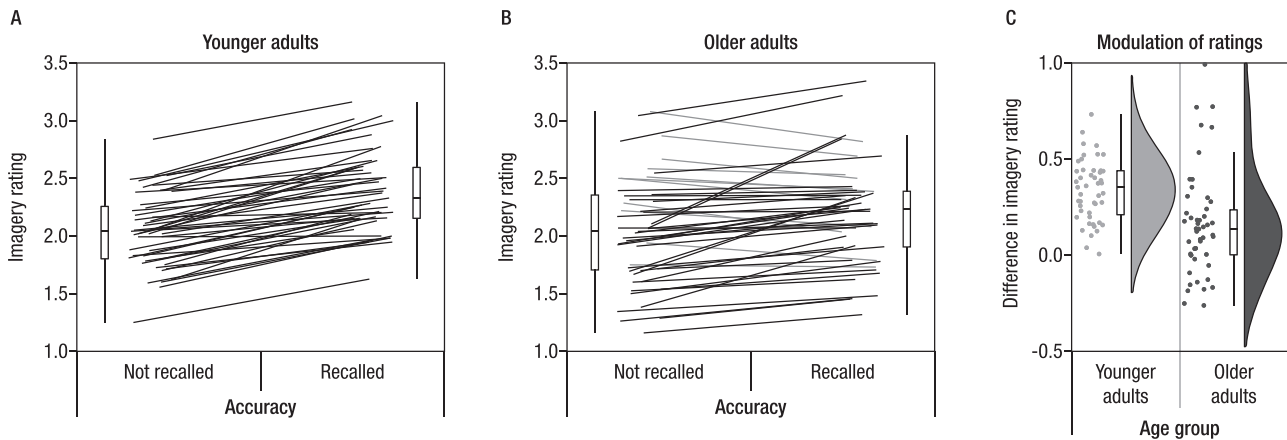 A
Younger adults
3.5
3.0
2.5
2.0
1.5
1.0
Imagery rating
Not recalled
Recalled
Accuracy
B
Older adults
3.5
3.0
2.5
2.0
1.5
1.0
Imagery rating
Not recalled
Recalled
Accuracy
C
Modulation of ratings
1.0
0.5
0.0
-0.5
Difference in imagery rating
Younger
adults
Older
adults
Age group